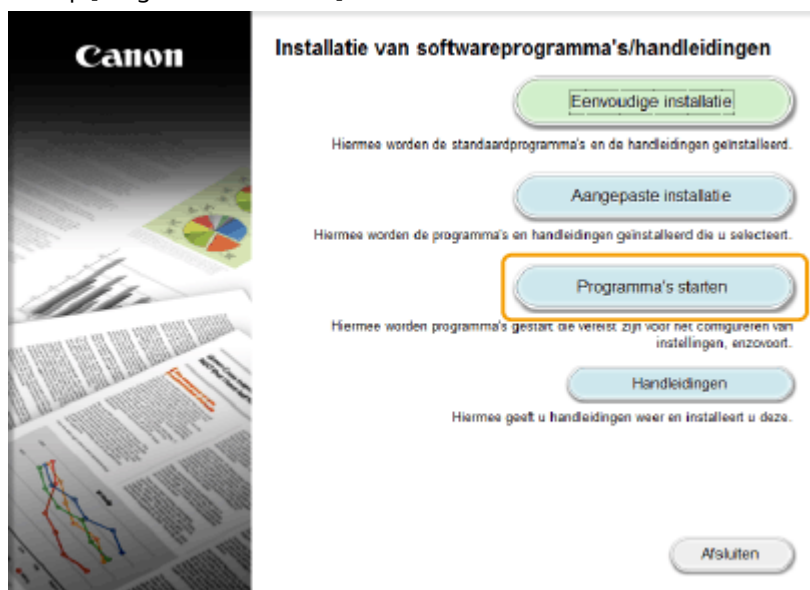 Canon
Installatie van softwareprogramma's/handleidingen
Eenvoudige installatie
Hiermee worden de standaardprogramma's en de handleidingen geïnstalleerd.
Aangepaste installatie
Hiermee worden de programma's en handleidingen geïnstalleerd die u selecteert.
Programma's starten
Hiermee worden programma's gestart die vereist zijn voor het configureren van
instellingen, enzovoort.
Handleidingen
Hiermee geeft u handleidingen weer en installeert u deze.
Afsluiten